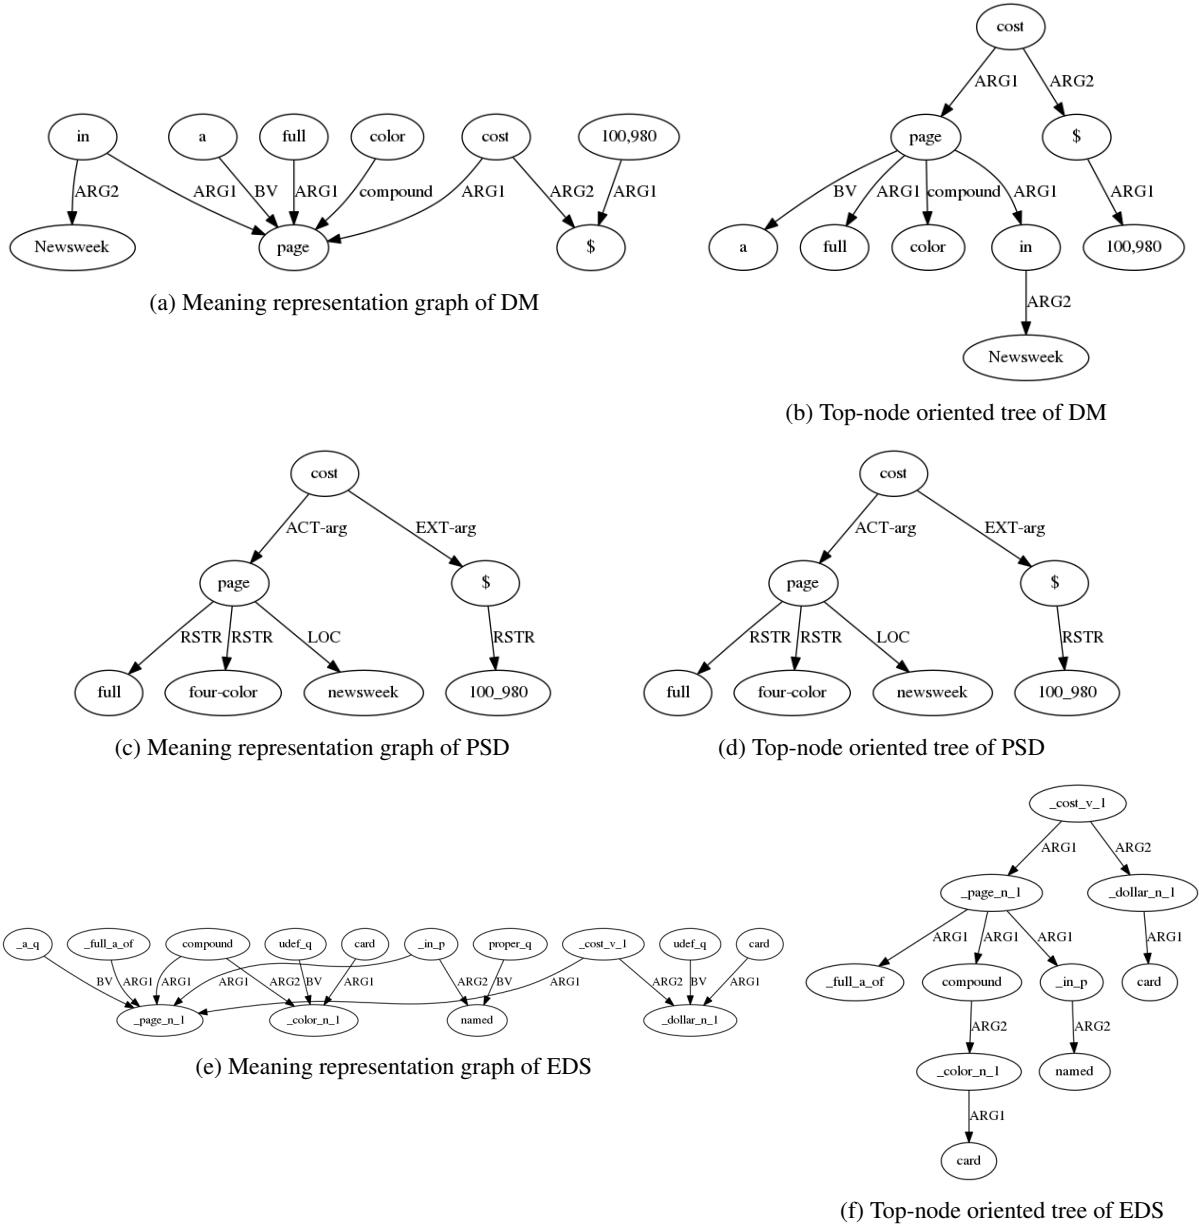 in
a
full
color
cost
100,980
ARG2
ARG1
BV
ARG1
compound
ARG1
ARG2
ARG1
Newsweek
page
$
(a) Meaning representation graph of DM
cost
ARG1
ARG2
page
$
BV
ARG1
compound
ARG1
ARG1
a
full
color
in
100,980
ARG2
Newsweek
(b) Top-node oriented tree of DM
cost
ACT-arg
EXT-arg
page
$
RSTR
RSTR
LOC
RSTR
full
four-color
newsweek
100_980
(c) Meaning representation graph of PSD
cost
ACT-arg
EXT-arg
page
$
RSTR
RSTR
LOC
RSTR
full
four-color
newsweek
100_980
(d) Top-node oriented tree of PSD
_a_q
_full_a_of
compound
udef_q
card
_in_p
proper_q
_cost_v_1
udef_q
card
BV
ARG1
ARG1
ARG1
ARG2
BV
ARG1
ARG2
BV
ARG1
ARG2
BV
ARG1
_page_n_1
_color_n_1
named
_dollar_n_1
(e) Meaning representation graph of EDS
_cost_v_1
ARG1
ARG2
_page_n_1
_dollar_n_1
ARG1
ARG1
ARG1
ARG1
_full_a_of
compound
_in_p
card
ARG2
ARG2
_color_n_1
named
ARG1
card
(f) Top-node oriented tree of EDS